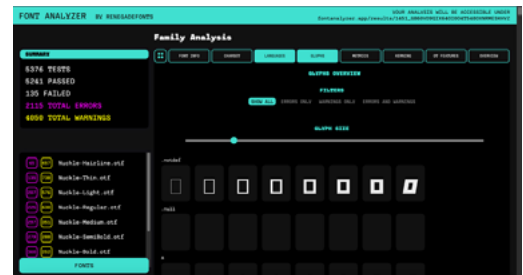 FONT ANALYZER BY RENEGADEFONTS
YOUR ANALYSIS WILL BE ACCESSIBLE UNDER
Family Analysis
SUMMARY
5376 TESTS
5241 PASSED
135 FAILED
2115 TOTAL ERRORS
4050 TOTAL WARNINGS
FONT INFO
CHARSET
LANGUAGES
GLYPHS
METRICS
KERNING
OT FEATURES
OVERVIEW
GLYPHS OVERVIEW
FILTERS
SHOW ALL
ERRORS ONLY
WARNINGS ONLY
ERRORS AND WARNINGS
GLYPH SIZE
.notdef
.null
Nuckle-Hairline.otf
Nuckle-Thin.otf
Nuckle-Light.otf
Nuckle-Regular.otf
Nuckle-Medium.otf
Nuckle-SemiBold.otf
Nuckle-Bold.otf
FONTS